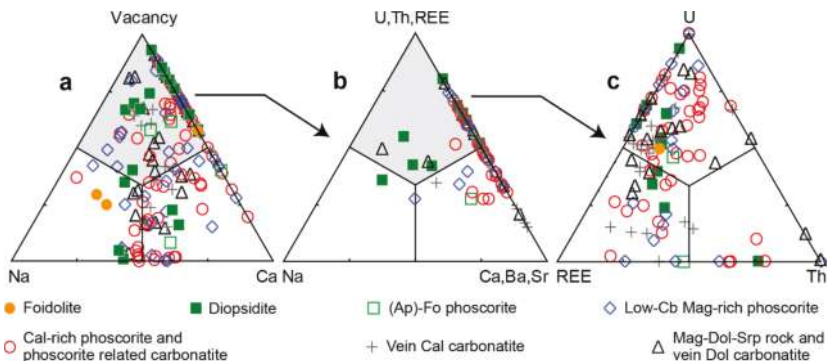 Vacancy
U,Th,REE
U
a
b
c
Na
Ca
Na
Ca,Ba,Sr
REE
Th
Foidolite
Diopsidite
(Ap)-Fo phoscorite
Low-Cb Mag-rich phoscorite
Cal-rich phoscorite and
phoscorite related carbonatite
Vein Cal carbonatite
Mag-Dol-Srp rock and
vein Dol carbonatite